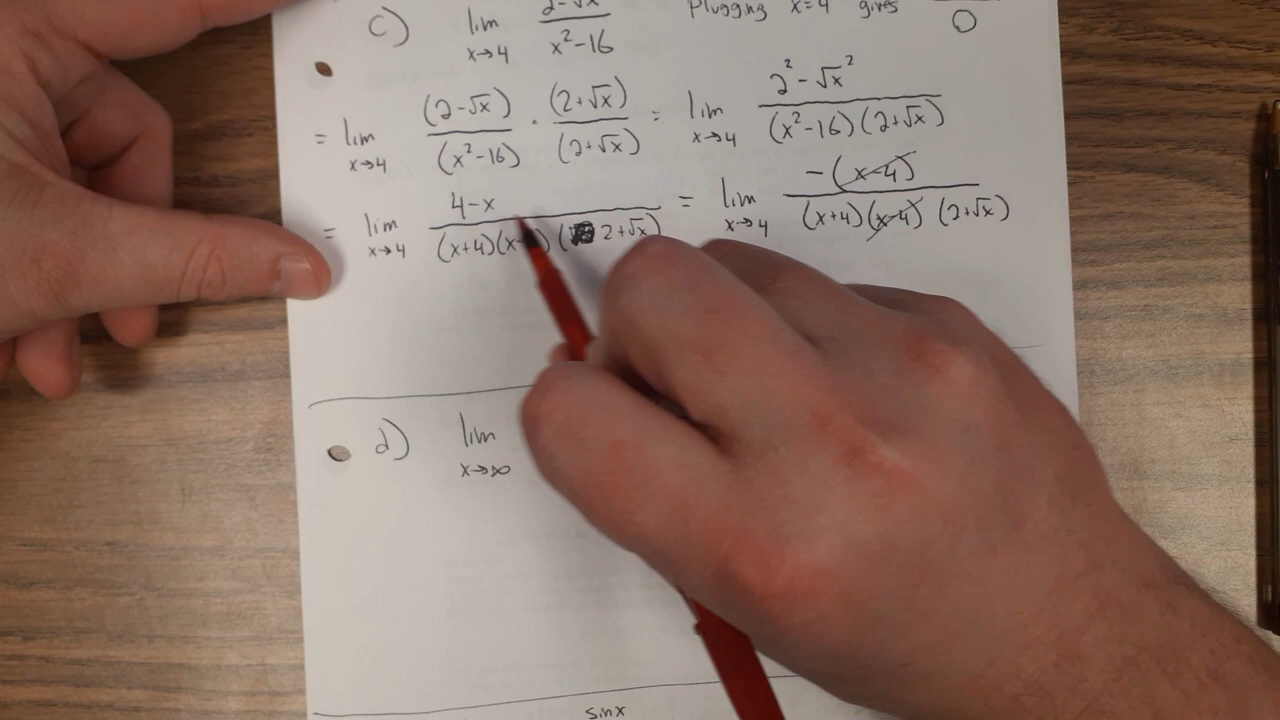 c) lim x→4 2-√x / x²-16 Plugging x=4 gives 0
= lim x→4 (2-√x)/(x²-16) · (2+√x)/(2+√x) = lim x→4 2²-√x² / (x²-16)(2+√x)
= lim x→4 4-x / (x+4)(x- )( 2+√x) = lim x→4 -(x-4) / (x+4)(x-4)(2+√x)
d) lim x→∞
sinx